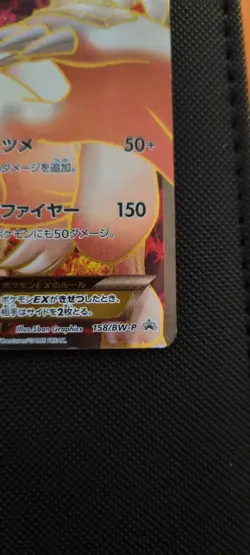 ツメ 50+
ダメージを追加。
ファイヤー 150
ポケモンにも50ダメージ。
ポケモンEXのルール
ポケモンEXがきぜつしたとき、
相手はサイドを2枚とる。
Illus.5ban Graphics 158/BW-P